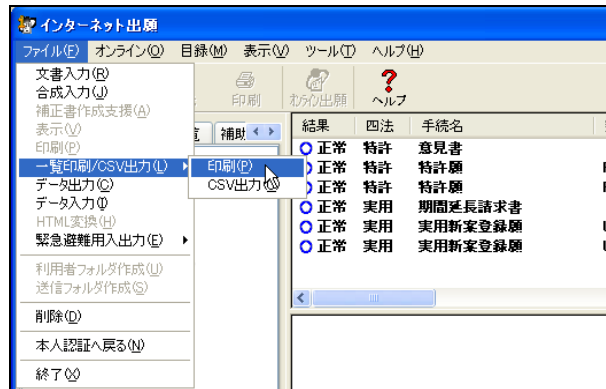 インターネット出願
ファイル(F) オンライン(O) 目録(M) 表示(V) ツール(T) ヘルプ(H)
文書入力(R)
合成入力(J)
補正書作成支援(A)
表示(V)
印刷(P)
一覧印刷/CSV出力(L)
データ出力(C)
データ入力(I)
HTML変換(H)
緊急避難用入出力(E)
利用者フォルダ作成(U)
送信フォルダ作成(S)
削除(D)
本人認証へ戻る(N)
終了(X)
印刷(P)
CSV出力
印刷 オンライン出願 ヘルプ
補助
結果 四法 手続名
正常 特許 意見書
正常 特許 特許願
正常 特許 特許願
正常 実用 期間延長請求書
正常 実用 実用新案登録願
正常 実用 実用新案登録願